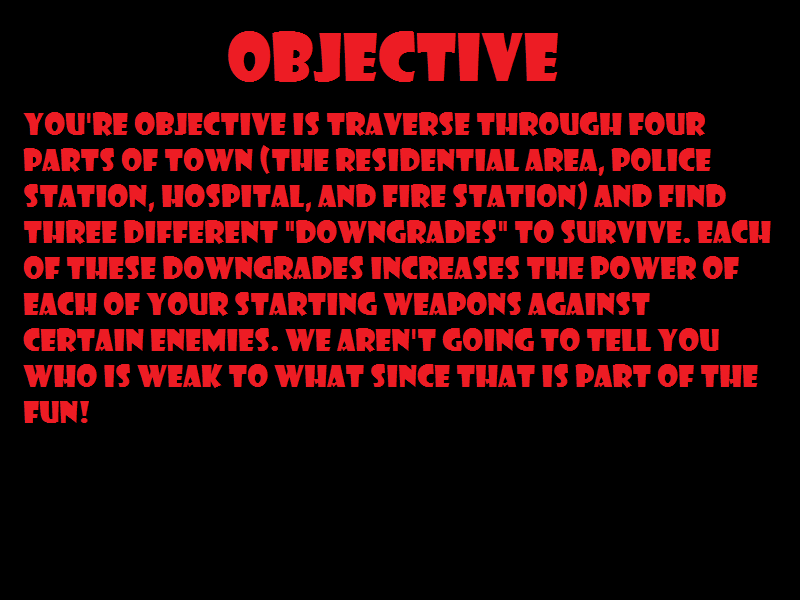 OBJECTIVE
YOU'RE OBJECTIVE IS TRAVERSE THROUGH FOUR
PARTS OF TOWN (THE RESIDENTIAL AREA, POLICE
STATION, HOSPITAL, AND FIRE STATION) AND FIND
THREE DIFFERENT "DOWNGRADES" TO SURVIVE. EACH
OF THESE DOWNGRADES INCREASES THE POWER OF
EACH OF YOUR STARTING WEAPONS AGAINST
CERTAIN ENEMIES. WE AREN'T GOING TO TELL YOU
WHO IS WEAK TO WHAT SINCE THAT IS PART OF THE
FUN!